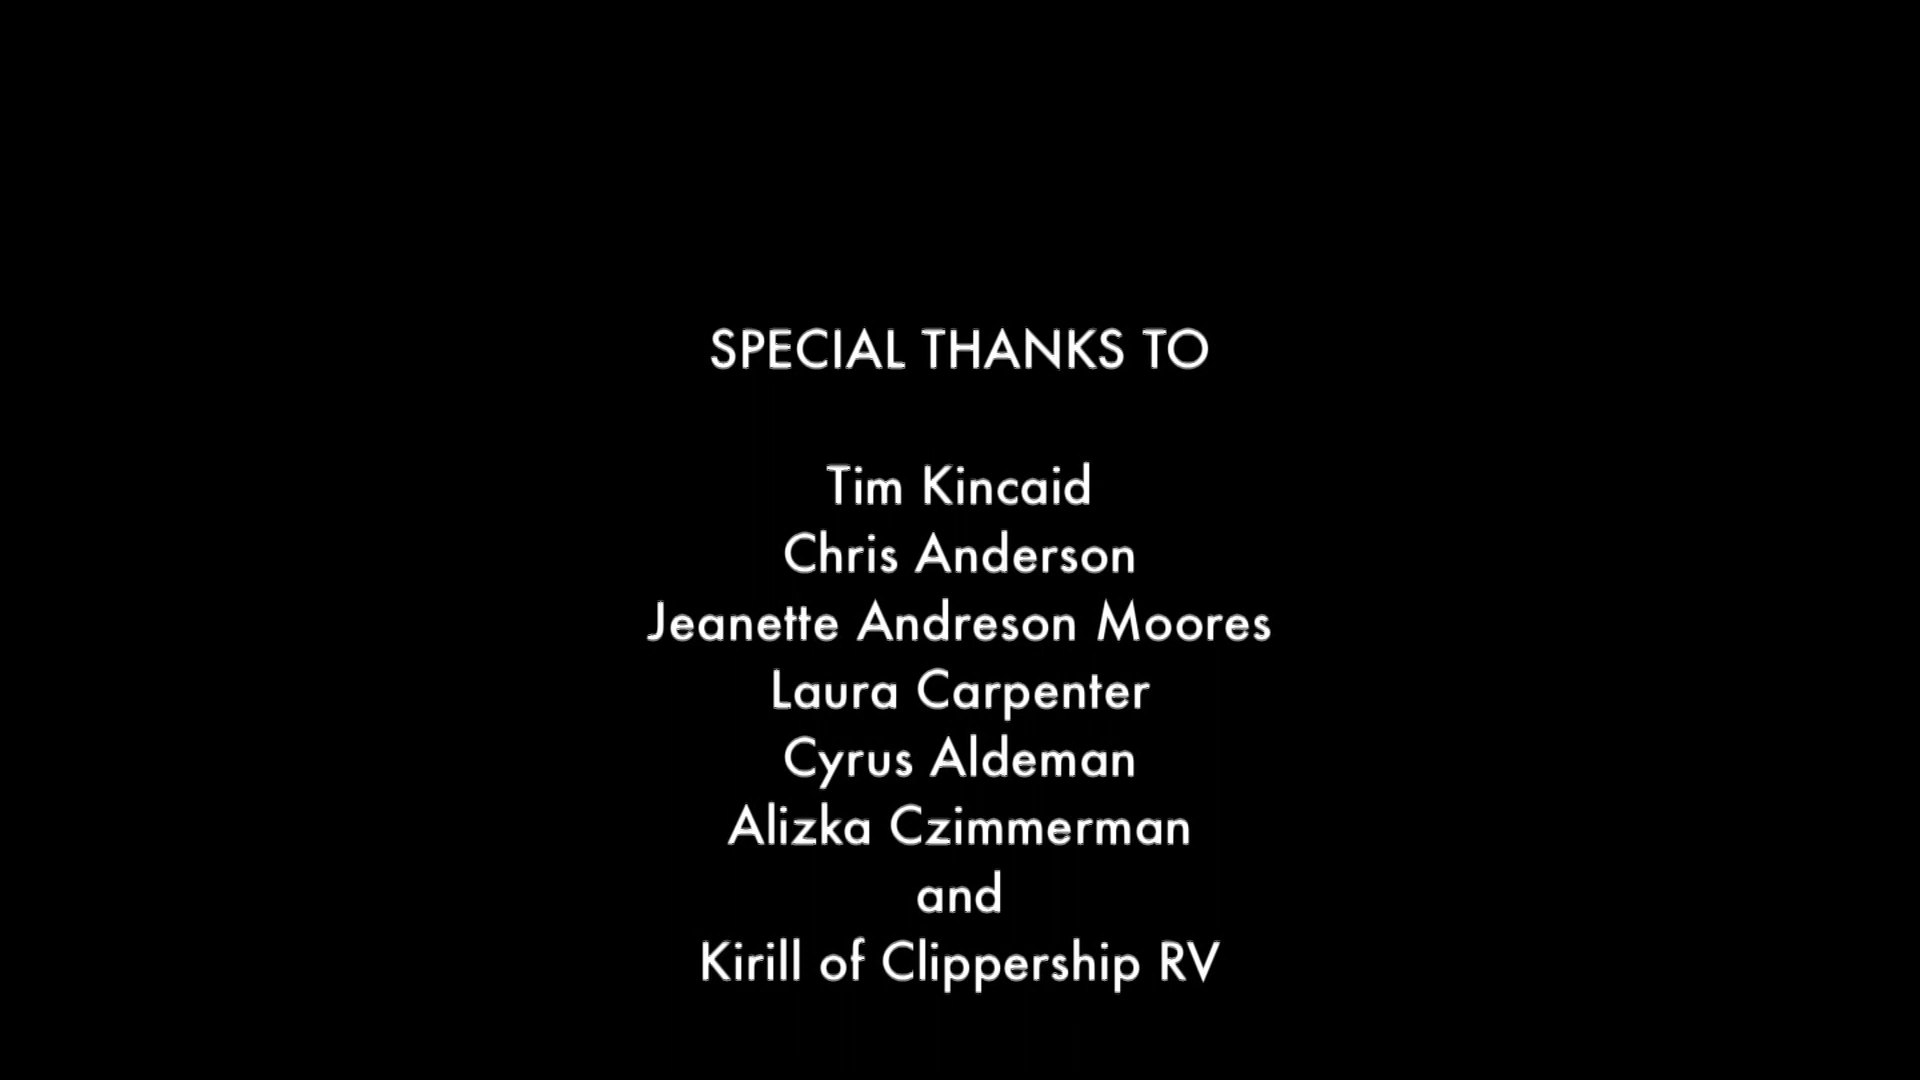 SPECIAL THANKS TO
Tim Kincaid
Chris Anderson
Jeanette Andreson Moores
Laura Carpenter
Cyrus Aldeman
Alizka Czimmerman
and
Kirill of Clippership RV